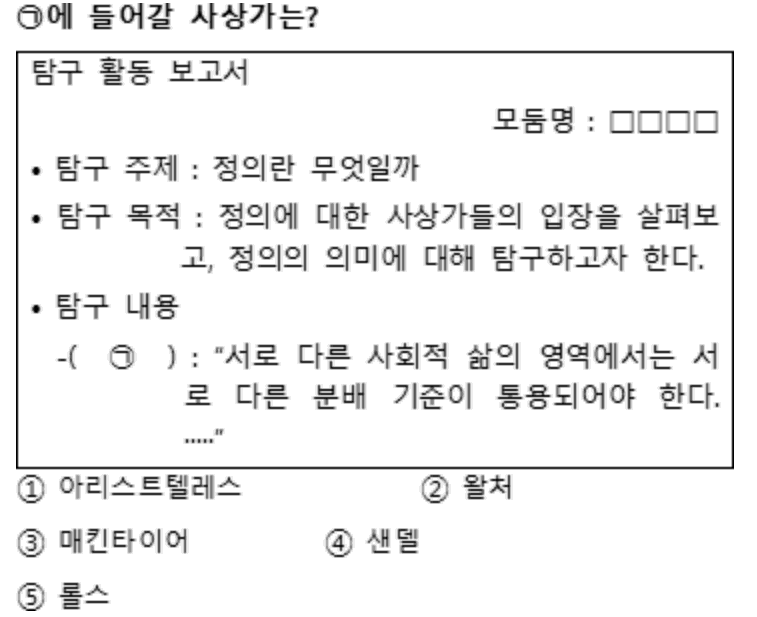 ㉠에 들어갈 사상가는?
탐구 활동 보고서
모둠명 : □□□□
• 탐구 주제 : 정의란 무엇일까
• 탐구 목적 : 정의에 대한 사상가들의 입장을 살펴보
고, 정의의 의미에 대해 탐구하고자 한다.
• 탐구 내용
-( ㉠ ) : "서로 다른 사회적 삶의 영역에서는 서
로 다른 분배 기준이 통용되어야 한다.
....."
① 아리스트텔레스 ② 왈처
③ 매킨타이어 ④ 샌델
⑤ 롤스